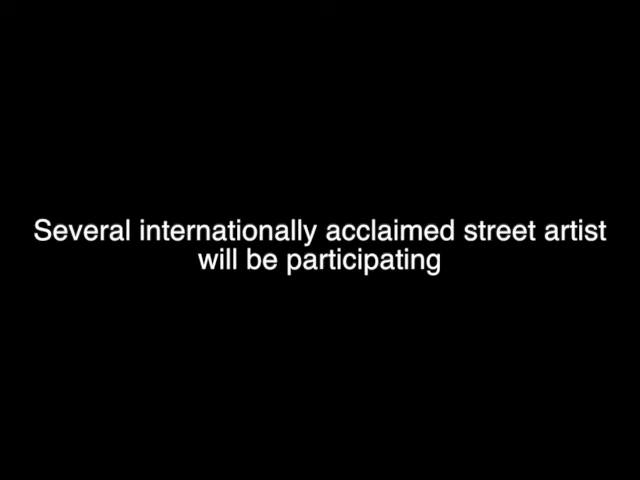 Several internationally acclaimed street artist
will be participating